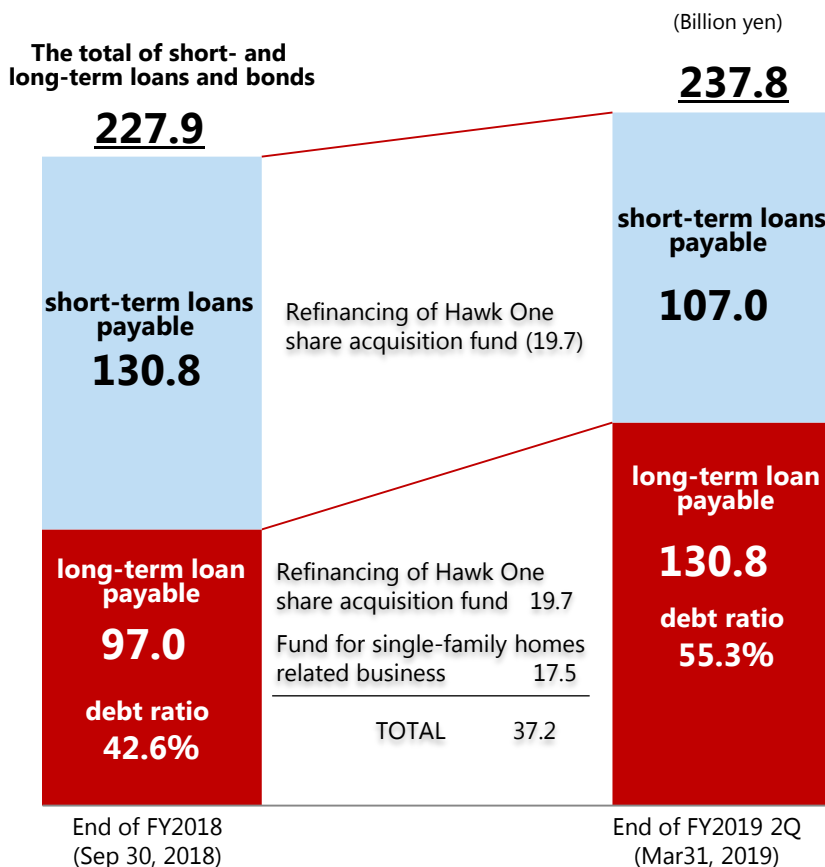 (Billion yen)
The total of short- and
long-term loans and bonds
227.9
237.8
short-term loans
payable
130.8
Refinancing of Hawk One
share acquisition fund (19.7)
short-term loans
payable
107.0
long-term loan
payable
97.0
debt ratio
42.6%
Refinancing of Hawk One
share acquisition fund 19.7
Fund for single-family homes
related business 17.5
TOTAL 37.2
long-term loan
payable
130.8
debt ratio
55.3%
End of FY2018
(Sep 30, 2018)
End of FY2019 2Q
(Mar31, 2019)